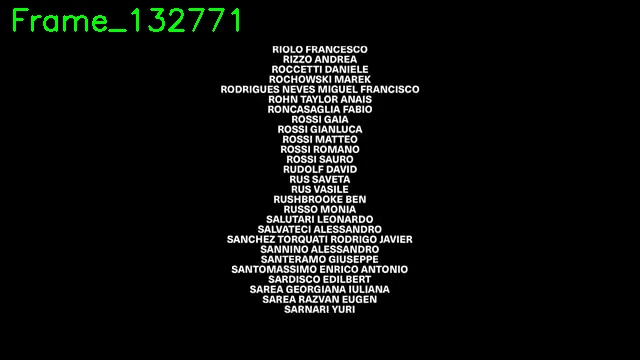 Frame_132771
RIOLO FRANCESCO
RIZZO ANDREA
ROCCETTI DANIELE
ROCHOWSKI MAREK
RODRIGUES NEVES MIGUEL FRANCISCO
ROHN TAYLOR ANAIS
RONCASAGLIA FABIO
ROSSI GAIA
ROSSI GIANLUCA
ROSSI MATTEO
ROSSI ROMANO
ROSSI SAURO
RUDOLF DAVID
RUS SAVETA
RUS VASILE
RUSHBROOKE BEN
RUSSO MONIA
SALUTARI LEONARDO
SALVATECI ALESSANDRO
SANCHEZ TORQUATI RODRIGO JAVIER
SANNINO ALESSANDRO
SANTERAMO GIUSEPPE
SANTOMASSIMO ENRICO ANTONIO
SARDISCO EDILBERT
SAREA GEORGIANA IULIANA
SAREA RAZVAN EUGEN
SARNARI YURI